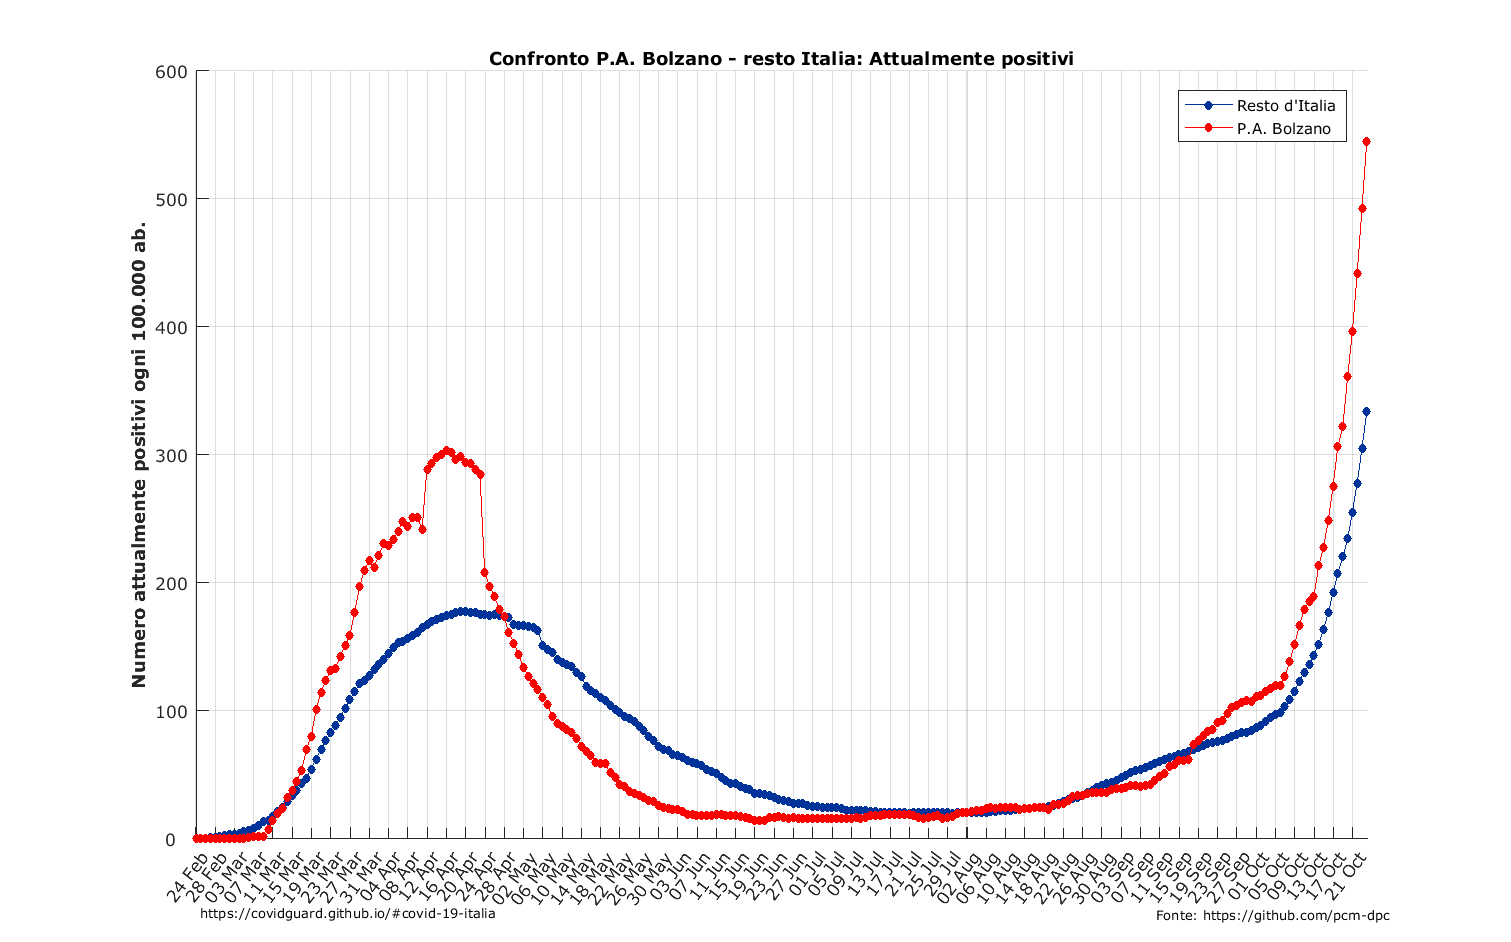 Confronto P.A. Bolzano - resto Italia: Attualmente positivi
600
500
400
300
200
100
0
Numero attualmente positivi ogni 100.000 ab.
Resto d'Italia
P.A. Bolzano
24 Feb
28 Feb
03 Mar
07 Mar
11 Mar
15 Mar
19 Mar
23 Mar
27 Mar
31 Mar
04 Apr
08 Apr
12 Apr
16 Apr
20 Apr
24 Apr
28 Apr
02 May
06 May
10 May
14 May
18 May
22 May
26 May
30 May
03 Jun
07 Jun
11 Jun
15 Jun
19 Jun
23 Jun
27 Jun
01 Jul
05 Jul
09 Jul
13 Jul
17 Jul
21 Jul
25 Jul
29 Jul
02 Aug
06 Aug
10 Aug
14 Aug
18 Aug
22 Aug
26 Aug
30 Aug
03 Sep
07 Sep
11 Sep
15 Sep
19 Sep
23 Sep
27 Sep
01 Oct
05 Oct
09 Oct
13 Oct
17 Oct
21 Oct
https://covidguard.github.io/#covid-19-italia
Fonte: https://github.com/pcm-dpc